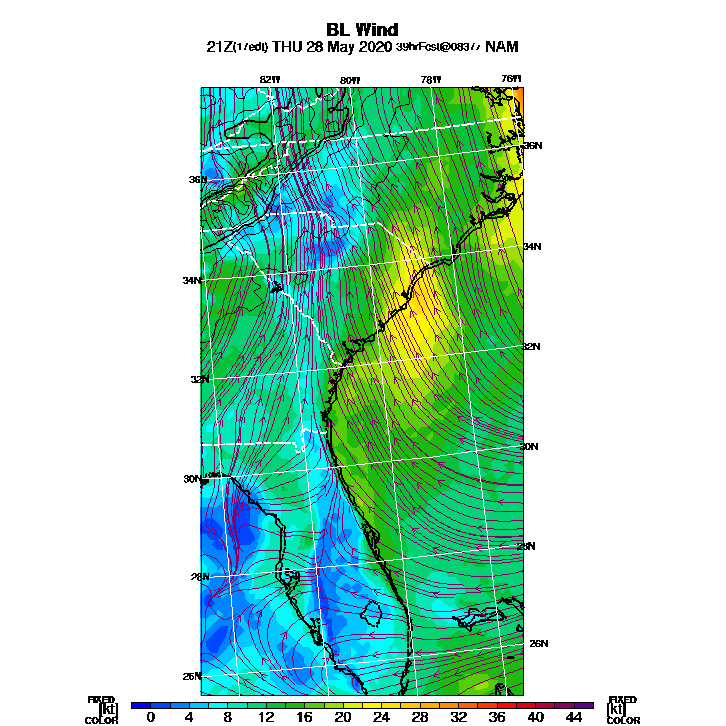 BL Wind
21Z(17edt) THU 28 May 2020 39hrFcst@0837z NAM
82W 80W 78W 76W
36N 36N
34N 34N
32N 32N
30N 30N
28N 28N
26N 26N
FIXED [kt] COLOR 0 4 8 12 16 20 24 28 32 36 40 44 FIXED [kt] COLOR